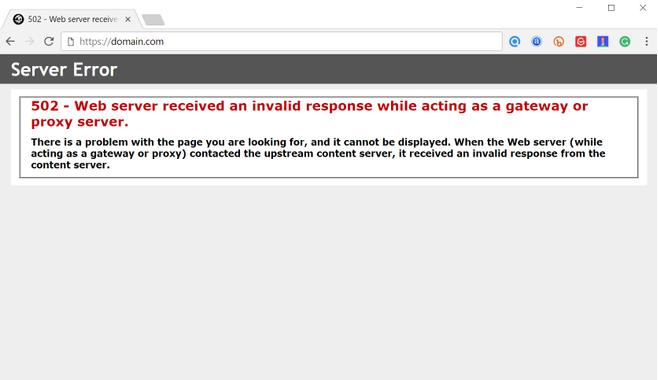 502 - Web server receive
https://domain.com
Server Error
502 - Web server received an invalid response while acting as a gateway or
proxy server.
There is a problem with the page you are looking for, and it cannot be displayed. When the Web server (while
acting as a gateway or proxy) contacted the upstream content server, it received an invalid response from the
content server.